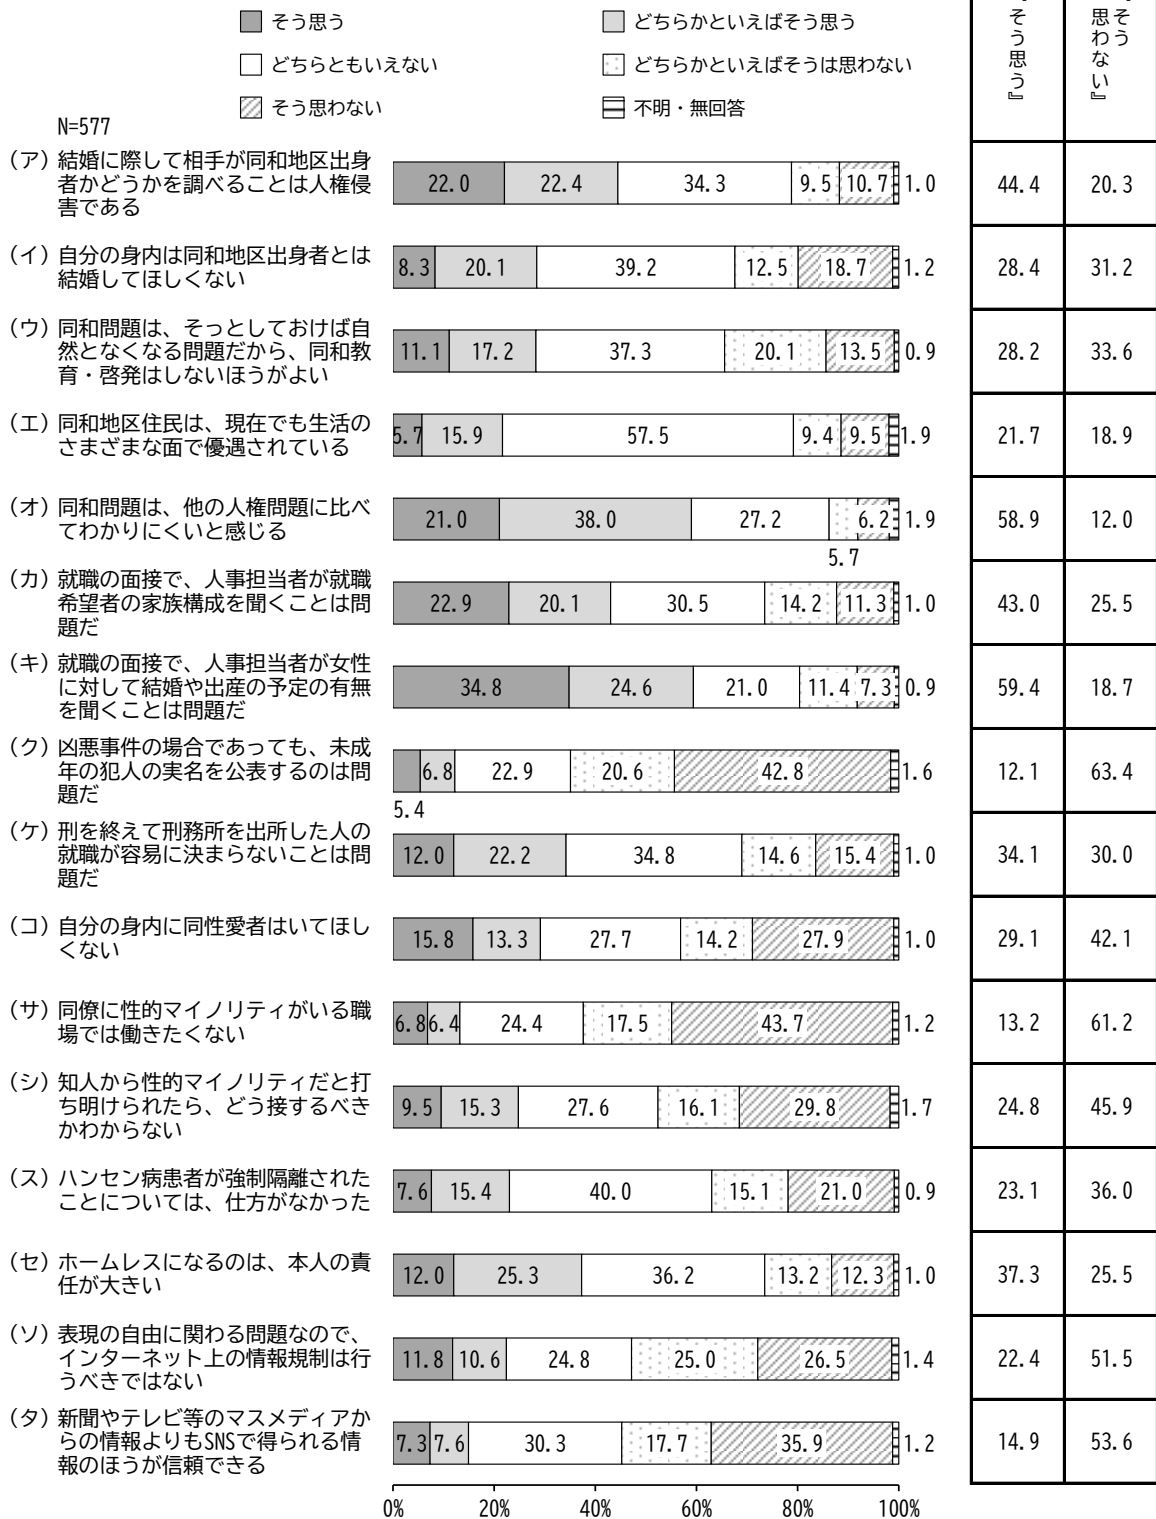 そう思う
どちらかといえばそう思う
どちらともいえない
どちらかといえばそうは思わない
そう思わない
不明・無回答
『そう思う』
『そう
思わない』
N=577
（ア）結婚に際して相手が同和地区出身
者かどうかを調べることは人権侵
害である
22.0 22.4 34.3 9.5 10.7 1.0 44.4 20.3
（イ）自分の身内は同和地区出身者とは
結婚してほしくない
8.3 20.1 39.2 12.5 18.7 1.2 28.4 31.2
（ウ）同和問題は、そっとしておけば自
然となくなる問題だから、同和教
育・啓発はしないほうがよい
11.1 17.2 37.3 20.1 13.5 0.9 28.2 33.6
（エ）同和地区住民は、現在でも生活の
さまざまな面で優遇されている
5.7 15.9 57.5 9.4 9.5 1.9 21.7 18.9
（オ）同和問題は、他の人権問題に比べ
てわかりにくいと感じる
21.0 38.0 27.2 6.2 1.9 58.9 12.0
5.7
（カ）就職の面接で、人事担当者が就職
希望者の家族構成を聞くことは問
題だ
22.9 20.1 30.5 14.2 11.3 1.0 43.0 25.5
（キ）就職の面接で、人事担当者が女性
に対して結婚や出産の予定の有無
を聞くことは問題だ
34.8 24.6 21.0 11.4 7.3 0.9 59.4 18.7
（ク）凶悪事件の場合であっても、未成
年の犯人の実名を公表するのは問
題だ
6.8 22.9 20.6 42.8 1.6 12.1 63.4
5.4
（ケ）刑を終えて刑務所を出所した人の
就職が容易に決まらないことは問
題だ
12.0 22.2 34.8 14.6 15.4 1.0 34.1 30.0
（コ）自分の身内に同性愛者はいてほし
くない
15.8 13.3 27.7 14.2 27.9 1.0 29.1 42.1
（サ）同僚に性的マイノリティがいる職
場では働きたくない
6.8 6.4 24.4 17.5 43.7 1.2 13.2 61.2
（シ）知人から性的マイノリティだと打
ち明けられたら、どう接するべき
かわからない
9.5 15.3 27.6 16.1 29.8 1.7 24.8 45.9
（ス）ハンセン病患者が強制隔離された
ことについては、仕方がなかった
7.6 15.4 40.0 15.1 21.0 0.9 23.1 36.0
（セ）ホームレスになるのは、本人の責
任が大きい
12.0 25.3 36.2 13.2 12.3 1.0 37.3 25.5
（ソ）表現の自由に関わる問題なので、
インターネット上の情報規制は行
うべきではない
11.8 10.6 24.8 25.0 26.5 1.4 22.4 51.5
（タ）新聞やテレビ等のマスメディアか
らの情報よりもSNSで得られる情
報のほうが信頼できる
7.3 7.6 30.3 17.7 35.9 1.2 14.9 53.6
0% 20% 40% 60% 80% 100%